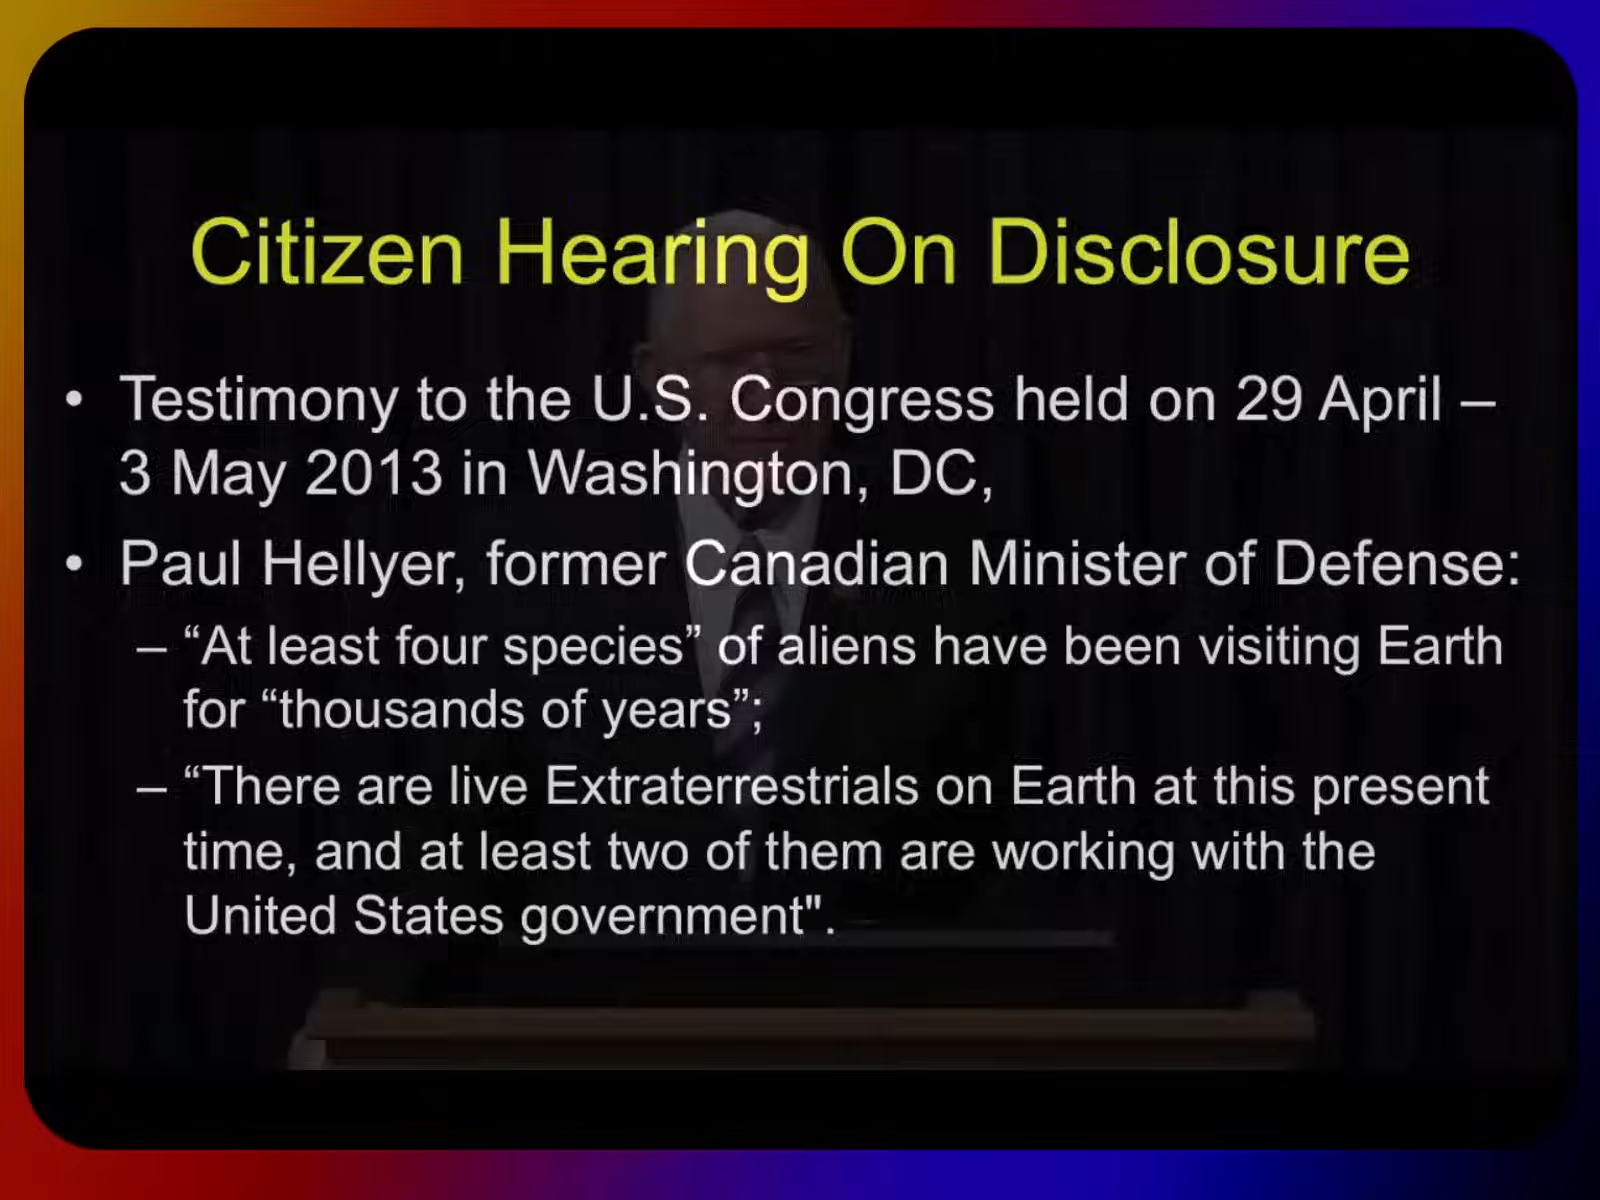 Citizen Hearing On Disclosure
• Testimony to the U.S. Congress held on 29 April –
3 May 2013 in Washington, DC,
• Paul Hellyer, former Canadian Minister of Defense:
– “At least four species” of aliens have been visiting Earth
for “thousands of years”;
– “There are live Extraterrestrials on Earth at this present
time, and at least two of them are working with the
United States government".